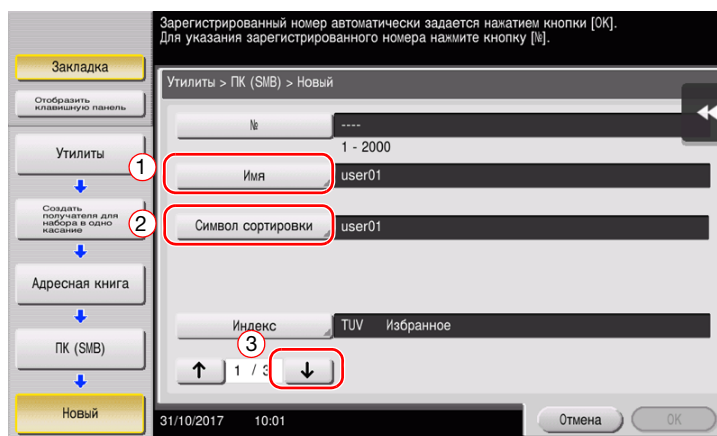 Зарегистрированный номер автоматически задается нажатием кнопки [OK].
Для указания зарегистрированного номера нажмите кнопку [№].
Закладка
Отобразить
клавишную панель
Утилиты
Создать
получателя для
набора в одно
касание
Адресная книга
ПК (SMB)
Новый
Утилиты > ПК (SMB) > Новый
№ ----
1 - 2000
1 Имя user01
2 Символ сортировки user01
Индекс TUV Избранное
3
↑ 1 / 3 ↓
31/10/2017 10:01 Отмена OK